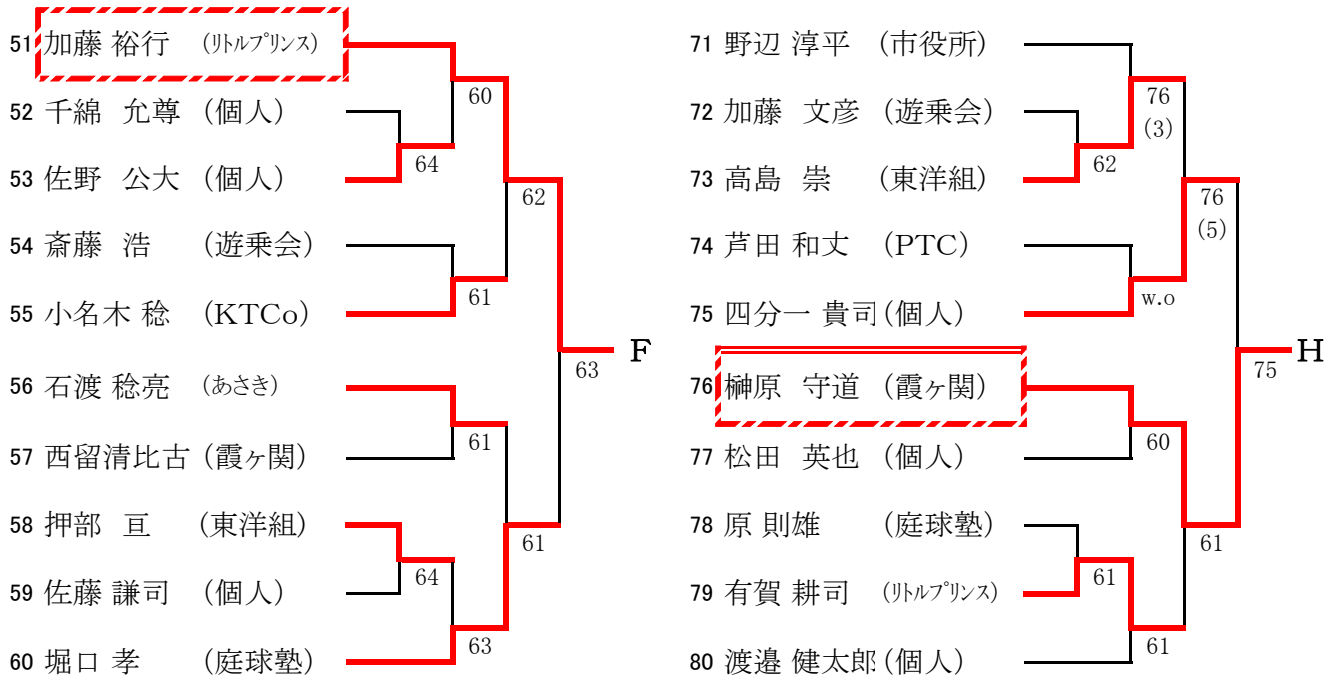 51 加藤 裕行 (リトルプリンス)
52 千綿 允尊 (個人)
53 佐野 公大 (個人)
54 斎藤 浩 (遊乗会)
55 小名木 稔 (KTCo)
56 石渡 稔亮 (あさき)
57 西留清比古 (霞ヶ関)
58 押部 亘 (東洋組)
59 佐藤 謙司 (個人)
60 堀口 孝 (庭球塾)
60
64
62
61
63
F
61
61
64
63
71 野辺 淳平 (市役所)
72 加藤 文彦 (遊乗会)
73 高島 崇 (東洋組)
74 芦田 和丈 (PTC)
75 四分一 貴司 (個人)
76 榊原 守道 (霞ヶ関)
77 松田 英也 (個人)
78 原 則雄 (庭球塾)
79 有賀 耕司 (リトルプリンス)
80 渡邉 健太郎 (個人)
76
(3)
62
76
(5)
w.o
75
H
60
61
61
61